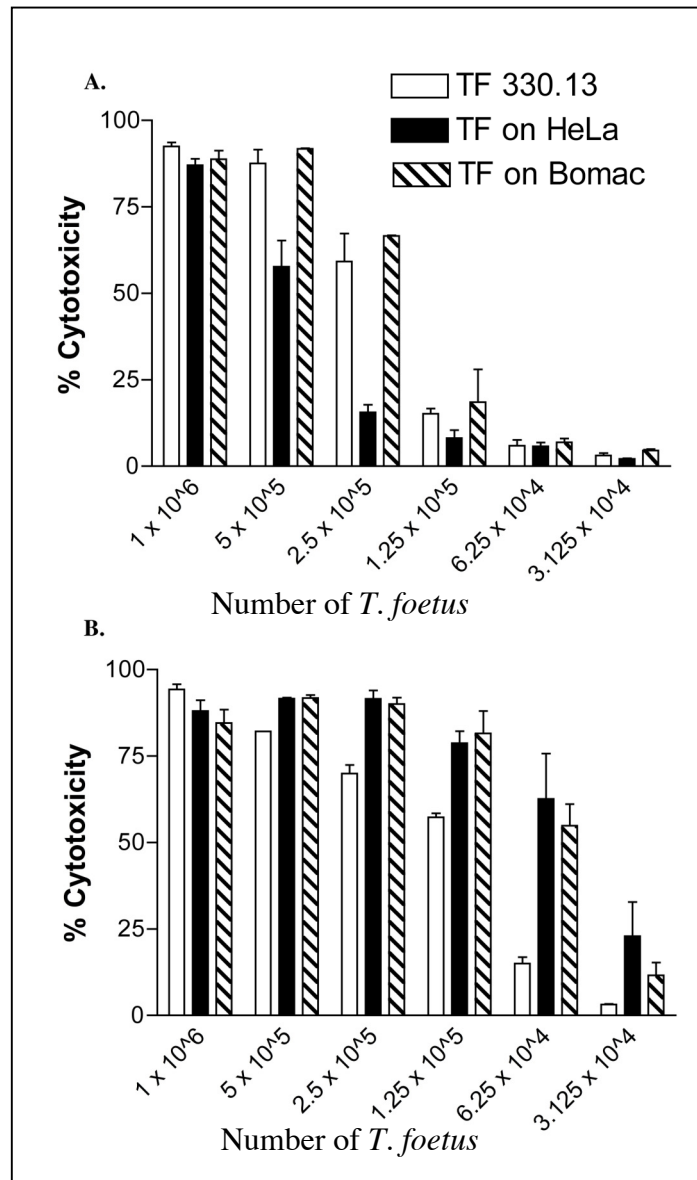 A.
TF 330.13
TF on HeLa
TF on Bomac
% Cytotoxicity
100
75
50
25
0
1 x 10^6
5 x 10^5
2.5 x 10^5
1.25 x 10^5
6.25 x 10^4
3.125 x 10^4
Number of T. foetus
B.
% Cytotoxicity
100
75
50
25
0
1 x 10^6
5 x 10^5
2.5 x 10^5
1.25 x 10^5
6.25 x 10^4
3.125 x 10^4
Number of T. foetus